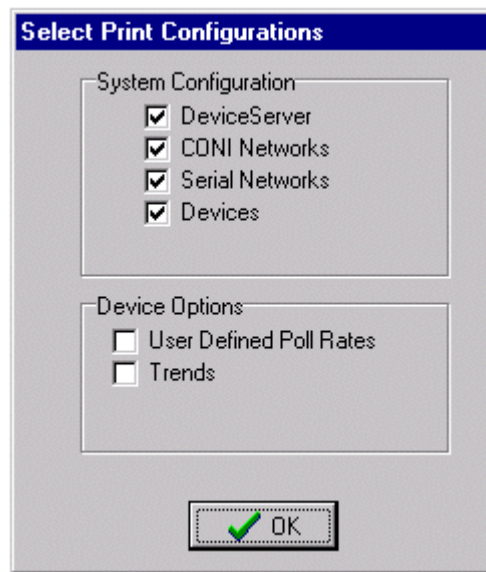 Select Print Configurations
System Configuration
DeviceServer
CONI Networks
Serial Networks
Devices
Device Options
User Defined Poll Rates
Trends
OK